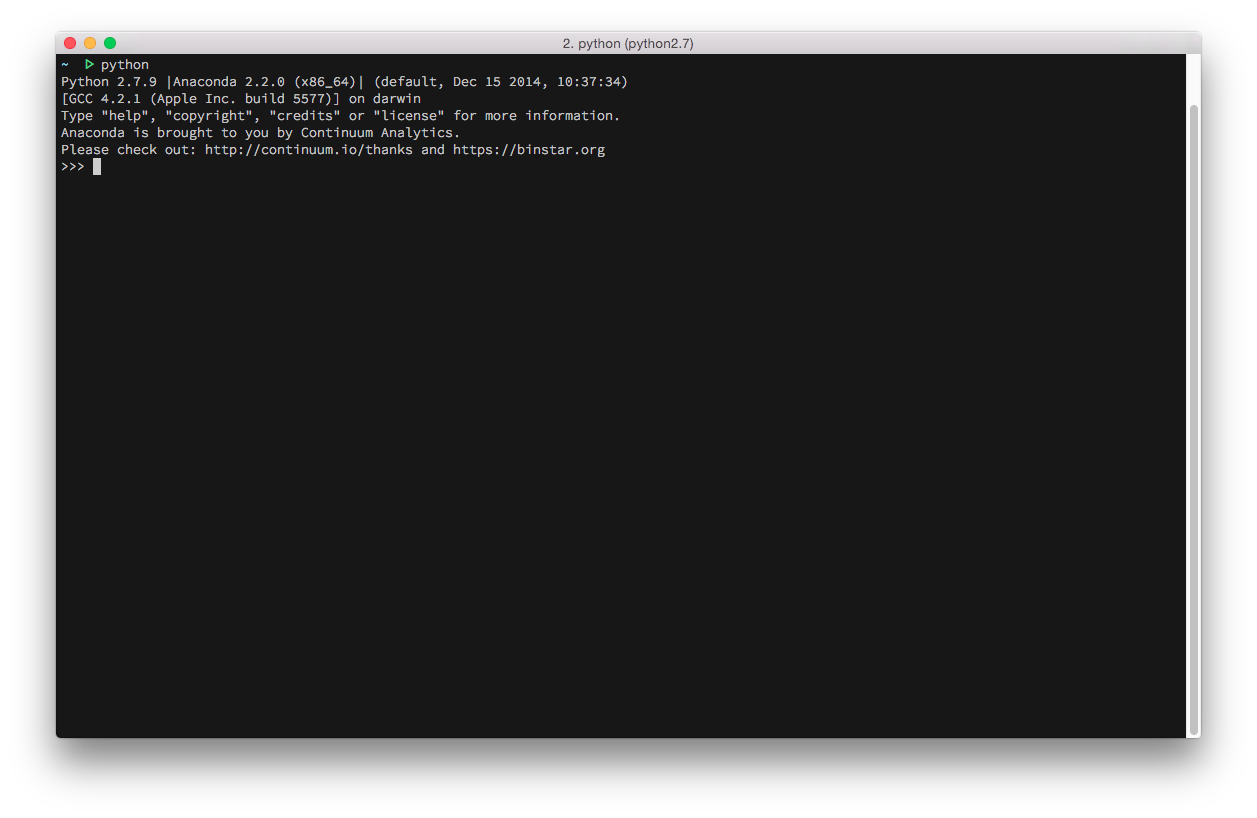 2. python (python2.7)
~ ▷ python
Python 2.7.9 |Anaconda 2.2.0 (x86_64)| (default, Dec 15 2014, 10:37:34)
[GCC 4.2.1 (Apple Inc. build 5577)] on darwin
Type "help", "copyright", "credits" or "license" for more information.
Anaconda is brought to you by Continuum Analytics.
Please check out: http://continuum.io/thanks and https://binstar.org
>>>